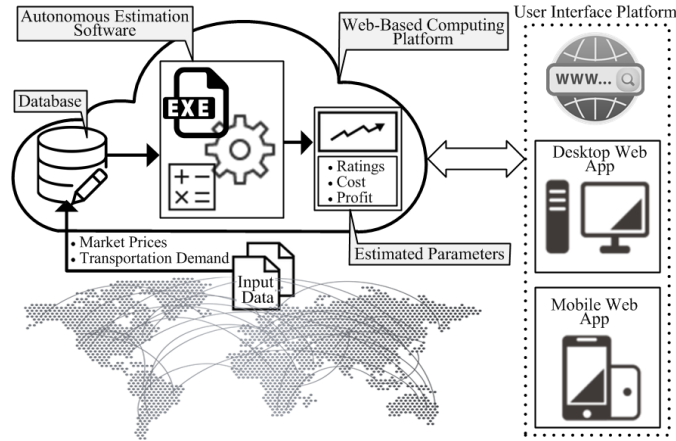 Autonomous Estimation
Software
Web-Based Computing
Platform
User Interface Platform
Database
EXE
WWW...
• Ratings
• Cost
• Profit
Desktop Web
App
• Market Prices
• Transportation Demand
Estimated Parameters
Input
Data
Mobile Web
App